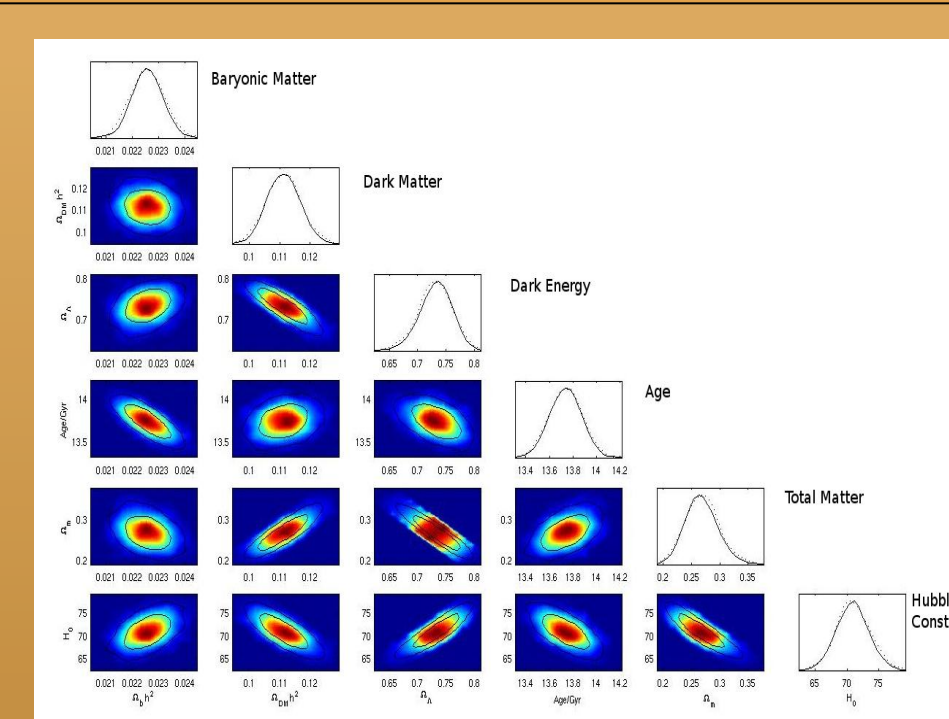 Baryonic Matter
0.021 0.022 0.023 0.024
Dark Matter
Ω_DM h²
0.12
0.11
0.1
0.021 0.022 0.023 0.024
0.1 0.11 0.12
Dark Energy
Ω_Λ
0.8
0.7
0.8
0.7
0.021 0.022 0.023 0.024
0.1 0.11 0.12
0.65 0.7 0.75 0.8
Age
Age/Gyr
14
13.5
14
13.5
14
13.5
0.021 0.022 0.023 0.024
0.1 0.11 0.12
0.65 0.7 0.75 0.8
13.4 13.6 13.8 14 14.2
Total Matter
Ω_m
0.3
0.2
0.3
0.2
0.3
0.2
0.3
0.2
0.021 0.022 0.023 0.024
0.1 0.11 0.12
0.65 0.7 0.75 0.8
13.4 13.6 13.8 14 14.2
0.2 0.25 0.3 0.35
Hubbl
Const
H₀
75
70
65
75
70
65
75
70
65
75
70
65
75
70
65
0.021 0.022 0.023 0.024
0.1 0.11 0.12
0.65 0.7 0.75 0.8
13.4 13.6 13.8 14 14.2
0.2 0.25 0.3 0.35
65 70 75
Ω_b h²
Ω_DM h²
Ω_Λ
Age/Gyr
Ω_m
H₀